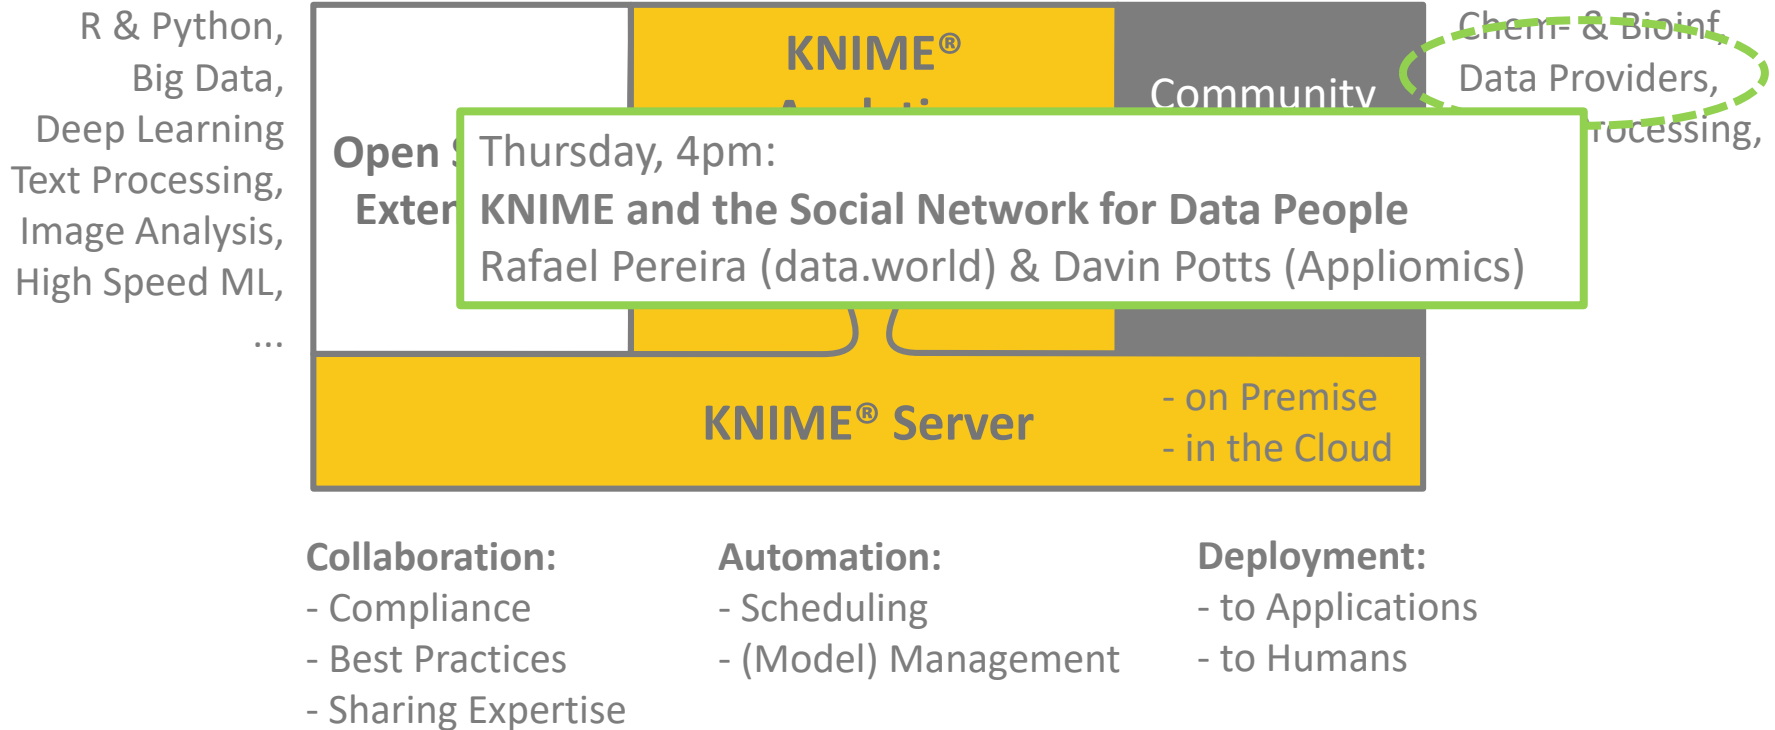 R & Python,
Big Data,
Deep Learning
Text Processing,
Image Analysis,
High Speed ML,
...
KNIME®
Open
Community
Chem- & Bioinf,
Data Providers,
Thursday, 4pm:
KNIME and the Social Network for Data People
Rafael Pereira (data.world) & Davin Potts (Appliomics)
KNIME® Server
- on Premise
- in the Cloud
Collaboration:
- Compliance
- Best Practices
- Sharing Expertise
Automation:
- Scheduling
- (Model) Management
Deployment:
- to Applications
- to Humans